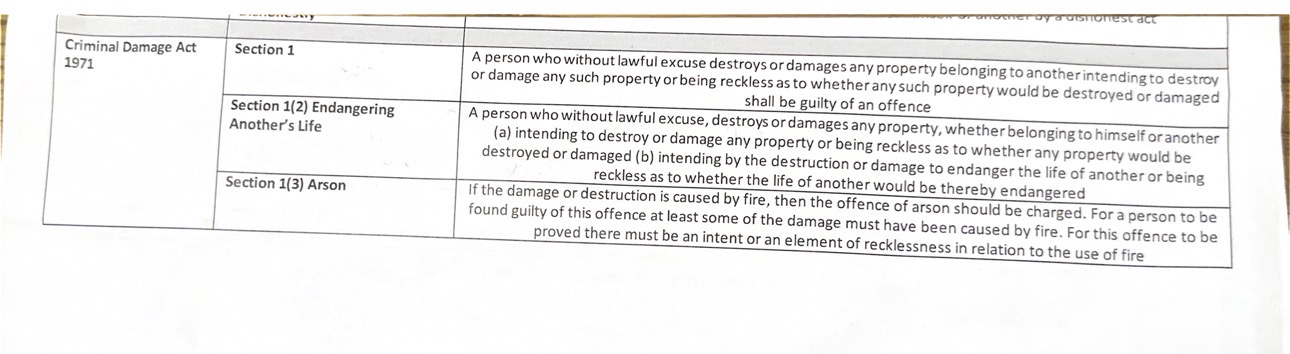 by a dishonest act
Criminal Damage Act
1971
Section 1
A person who without lawful excuse destroys or damages any property belonging to another intending to destroy
or damage any such property or being reckless as to whether any such property would be destroyed or damaged
shall be guilty of an offence
Section 1(2) Endangering
Another's Life
A person who without lawful excuse, destroys or damages any property, whether belonging to himself or another
(a) intending to destroy or damage any property or being reckless as to whether any property would be
destroyed or damaged (b) intending by the destruction or damage to endanger the life of another or being
reckless as to whether the life of another would be thereby endangered
Section 1(3) Arson
If the damage or destruction is caused by fire, then the offence of arson should be charged. For a person to be
found guilty of this offence at least some of the damage must have been caused by fire. For this offence to be
proved there must be an intent or an element of recklessness in relation to the use of fire